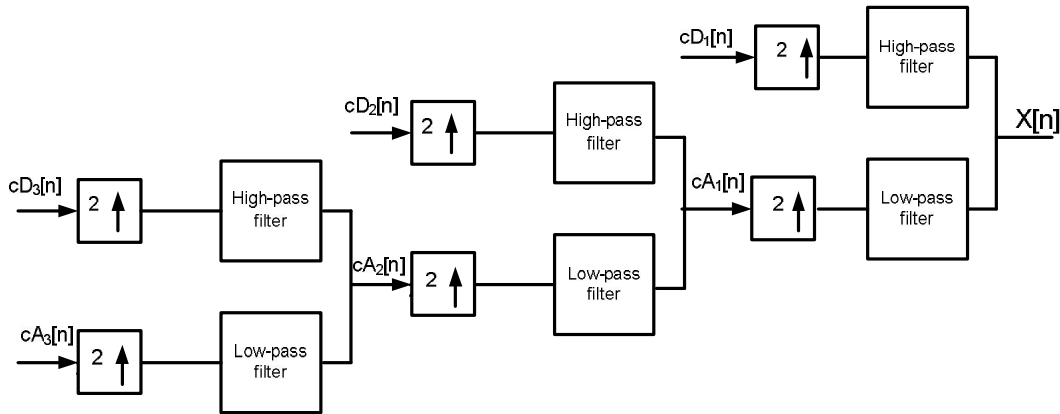 cD₁[n]
2
High-pass
filter
X[n]
cD₂[n]
2
High-pass
filter
cA₁[n]
2
Low-pass
filter
cD₃[n]
2
High-pass
filter
cA₂[n]
2
Low-pass
filter
cA₃[n]
2
Low-pass
filter